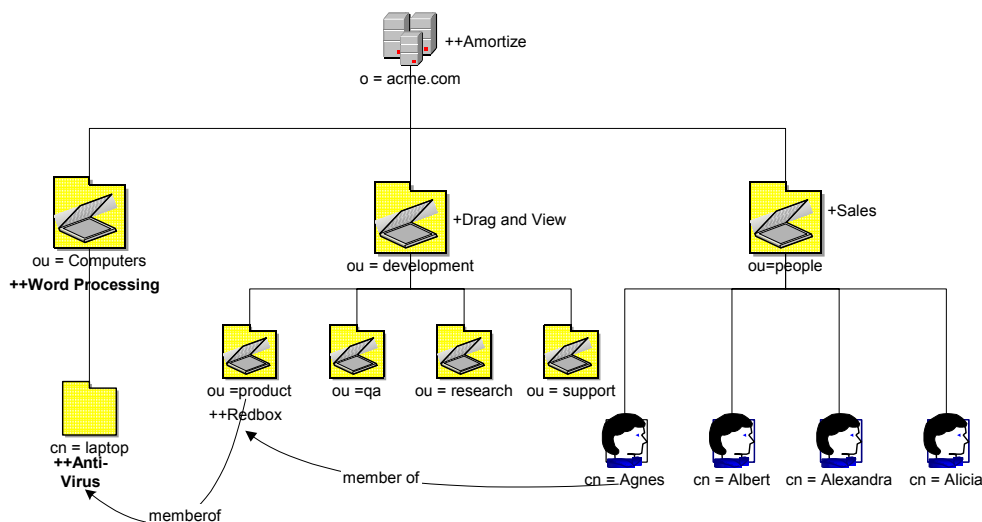 ++Amortize
o = acme.com
+Drag and View
+Sales
ou = Computers
ou = development
ou=people
++Word Processing
ou =product
ou =qa
ou = research
ou = support
++Redbox
cn = laptop
++Anti-
Virus
member of
cn = Agnes
cn = Albert
cn = Alexandra
cn = Alicia
memberof